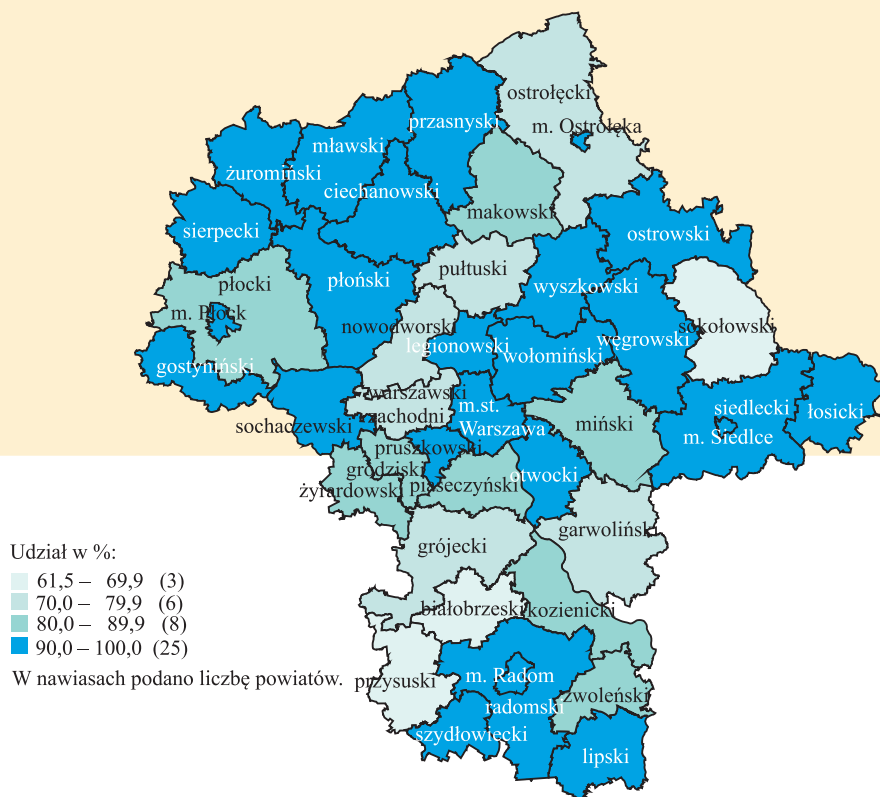 ostrołęcki
przasnyski
m. Ostrołęka
mławski
żuromiński
ciechanowski
makowski
sierpecki
ostrowski
pułtuski
płocki
płoński
wyszkowski
m. Płock
nowodworski
sokołowski
legionowski
wołomiński
węgrowski
gostyniński
warszawski
zachodni
m.st.
Warszawa
siedlecki
łosicki
sochaczewski
miński
m. Siedlce
pruszkowski
grodziski
otwocki
żyrardowski
piaseczyński
garwoliński
grójecki
Udział w %:
61,5 – 69,9 (3)
70,0 – 79,9 (6)
80,0 – 89,9 (8)
90,0 – 100,0 (25)
W nawiasach podano liczbę powiatów.
białobrzeski
kozienicki
przysuski
m. Radom
zwoleński
radomski
szydłowiecki
lipski